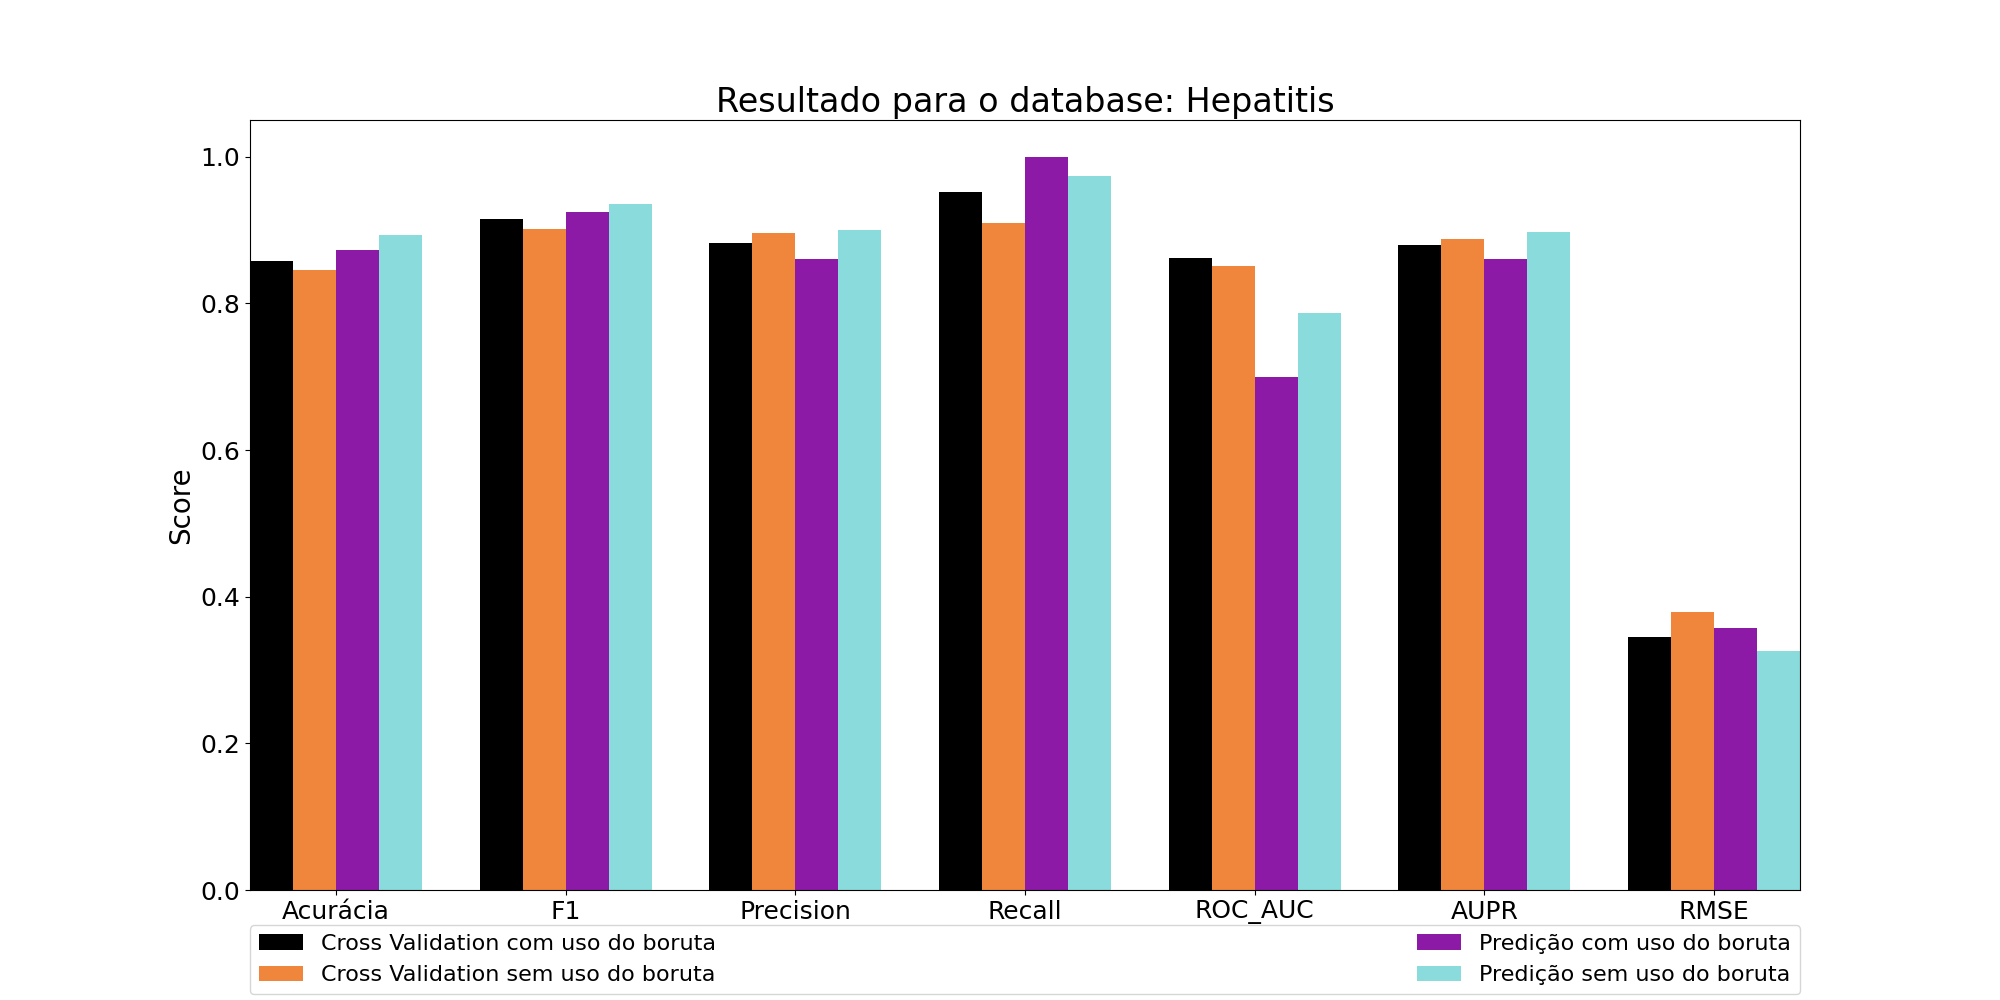 Resultado para o database: Hepatitis
1.0
0.8
0.6
0.4
0.2
0.0
Score
Acurácia F1 Precision Recall ROC_AUC AUPR RMSE
Cross Validation com uso do boruta
Cross Validation sem uso do boruta
Predição com uso do boruta
Predição sem uso do boruta